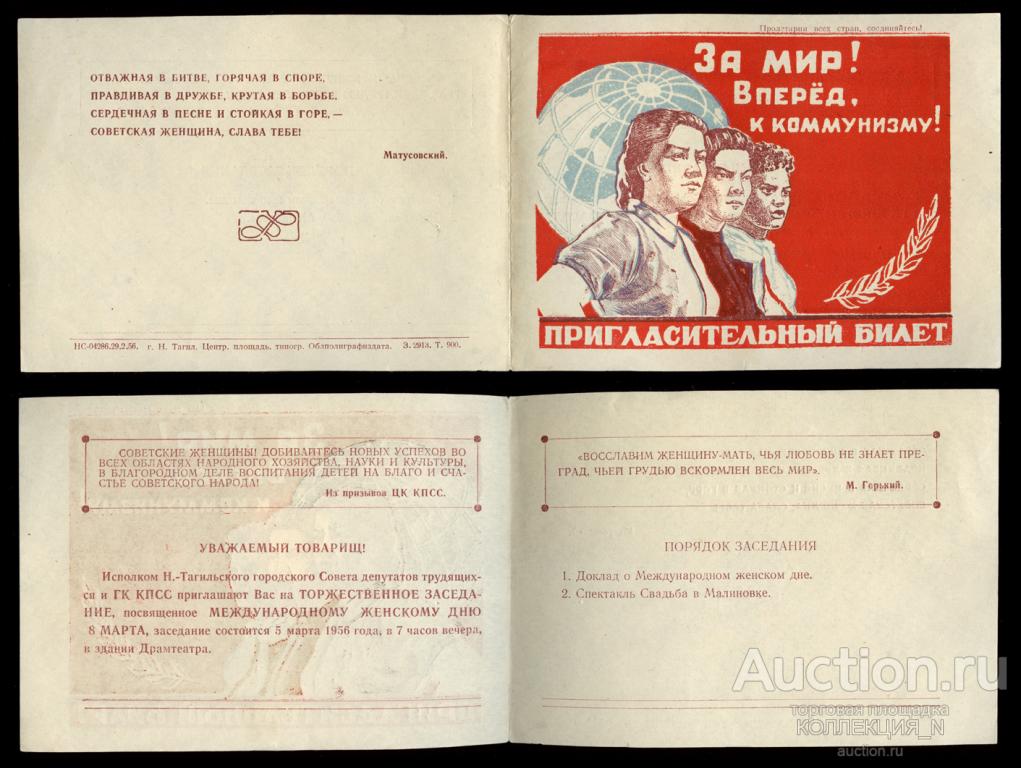 ОТВАЖНАЯ В БИТВЕ, ГОРЯЧАЯ В СПОРЕ,
ПРАВДИВАЯ В ДРУЖБЕ, КРУТАЯ В БОРЬБЕ.
СЕРДЕЧНАЯ В ПЕСНЕ И СТОЙКАЯ В ГОРЕ,—
СОВЕТСКАЯ ЖЕНЩИНА, СЛАВА ТЕБЕ!
Матусовский.
НС-04286.29.2.56. г. Н. Тагил. Центр. площадь, типогр. Облполиграфиздата. З. 2913. Т. 900.
Пролетарии всех стран, соединяйтесь!
За мир!
Вперёд,
к коммунизму!
ПРИГЛАСИТЕЛЬНЫЙ БИЛЕТ
СОВЕТСКИЕ ЖЕНЩИНЫ! ДОБИВАЙТЕСЬ НОВЫХ УСПЕХОВ ВО
ВСЕХ ОБЛАСТЯХ НАРОДНОГО ХОЗЯЙСТВА, НАУКИ И КУЛЬТУРЫ,
В БЛАГОРОДНОМ ДЕЛЕ ВОСПИТАНИЯ ДЕТЕЙ НА БЛАГО И СЧА-
СТЬЕ СОВЕТСКОГО НАРОДА!
Из призывов ЦК КПСС.
УВАЖАЕМЫЙ ТОВАРИЩ!
Исполком Н.-Тагильского городского Совета депутатов трудящих-
ся и ГК КПСС приглашают Вас на ТОРЖЕСТВЕННОЕ ЗАСЕДА-
НИЕ, посвященное МЕЖДУНАРОДНОМУ ЖЕНСКОМУ ДНЮ
8 МАРТА, заседание состоится 5 марта 1956 года, в 7 часов вечера,
в здании Драмтеатра.
«ВОССЛАВИМ ЖЕНЩИНУ-МАТЬ, ЧЬЯ ЛЮБОВЬ НЕ ЗНАЕТ ПРЕ-
ГРАД, ЧЬЕЙ ГРУДЬЮ ВСКОРМЛЕН ВЕСЬ МИР».
М. Горький.
ПОРЯДОК ЗАСЕДАНИЯ
1. Доклад о Международном женском дне.
2. Спектакль Свадьба в Малиновке.
Auction.ru
торговая площадка
КОЛЛЕКЦИЯ_N
auction.ru